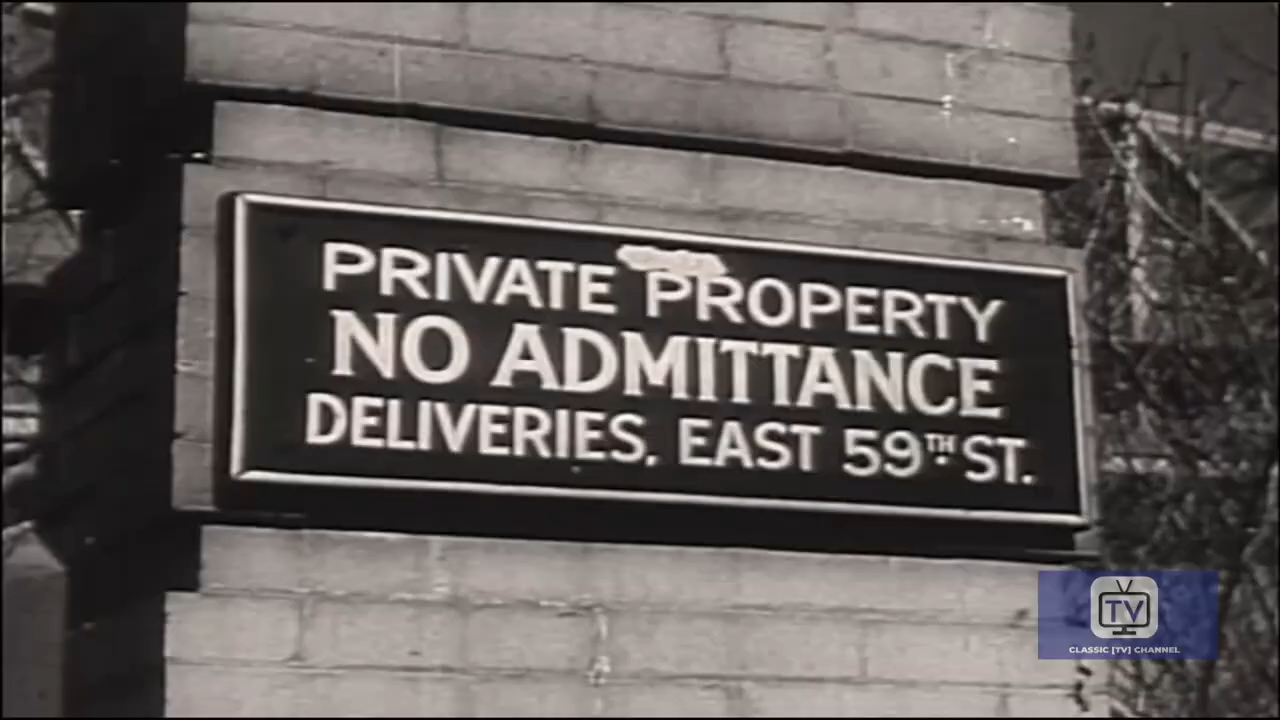 PRIVATE PROPERTY
NO ADMITTANCE
DELIVERIES, EAST 59TH ST.
TV
CLASSIC [TV] CHANNEL